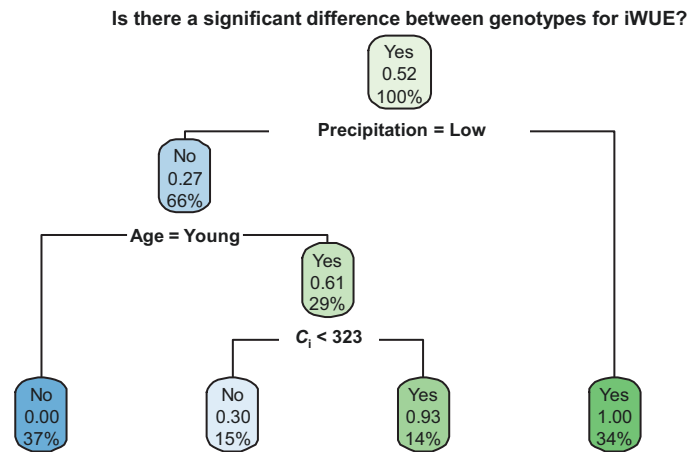 Is there a significant difference between genotypes for iWUE?
Yes
0.52
100%
Precipitation = Low
No
0.27
66%
Age = Young
Yes
0.61
29%
Ci < 323
No
0.00
37%
No
0.30
15%
Yes
0.93
14%
Yes
1.00
34%